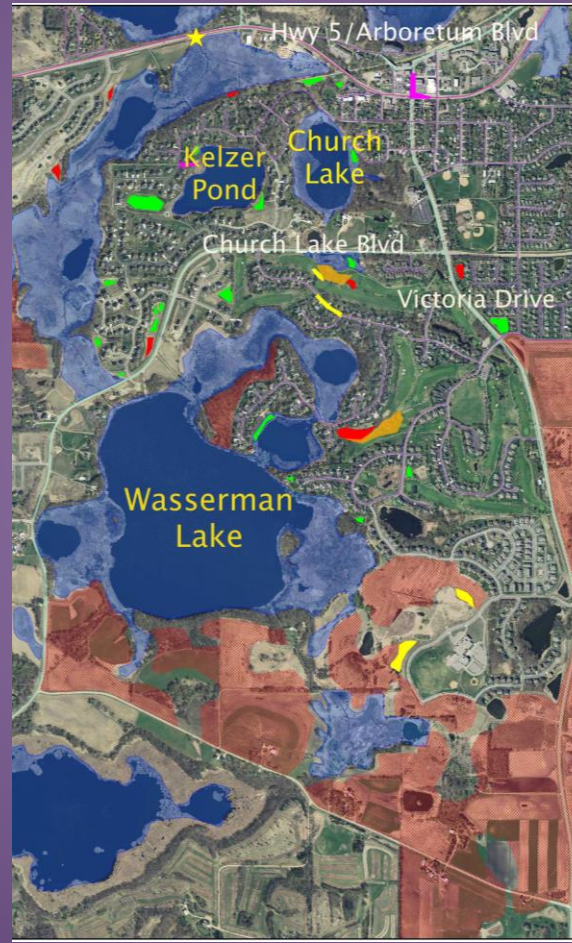 Hwy 5/Arboretum Blvd
Church
Lake
Kelzer
Pond
Church Lake Blvd
Victoria Drive
Wasserman
Lake